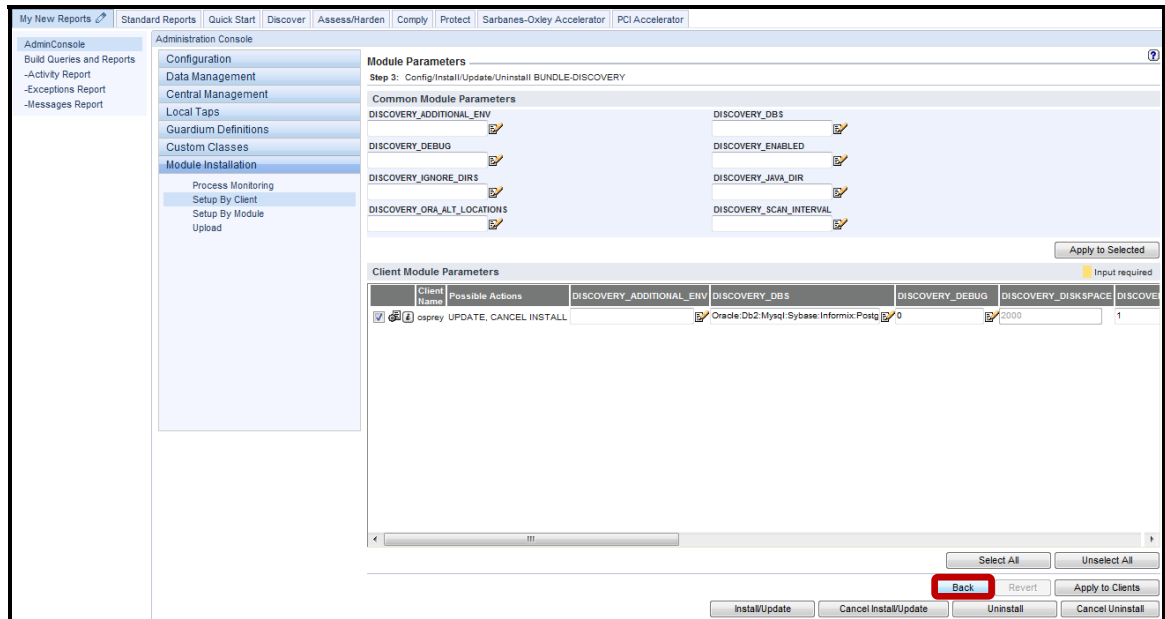 My New Reports Standard Reports Quick Start Discover Assess/Harden Comply Protect Sarbanes-Oxley Accelerator PCI Accelerator
AdminConsole
Build Queries and Reports
-Activity Report
-Exceptions Report
-Messages Report
Administration Console
Configuration
Data Management
Central Management
Local Taps
Guardium Definitions
Custom Classes
Module Installation
Process Monitoring
Setup By Client
Setup By Module
Upload
Module Parameters
?
Step 3: Config/Install/Update/Uninstall BUNDLE-DISCOVERY
Common Module Parameters
DISCOVERY_ADDITIONAL_ENV DISCOVERY_DBS
DISCOVERY_DEBUG DISCOVERY_ENABLED
DISCOVERY_IGNORE_DIRS DISCOVERY_JAVA_DIR
DISCOVERY_ORA_ALT_LOCATIONS DISCOVERY_SCAN_INTERVAL
Apply to Selected
Client Module Parameters Input required
Client Name Possible Actions DISCOVERY_ADDITIONAL_ENV DISCOVERY_DBS DISCOVERY_DEBUG DISCOVERY_DISKSPACE DISCOVE
i osprey UPDATE, CANCEL INSTALL Oracle:Db2:Mysql:Sybase:Informix:Postg 0 2000 1
Select All Unselect All
Back Revert Apply to Clients
Install/Update Cancel Install/Update Uninstall Cancel Uninstall